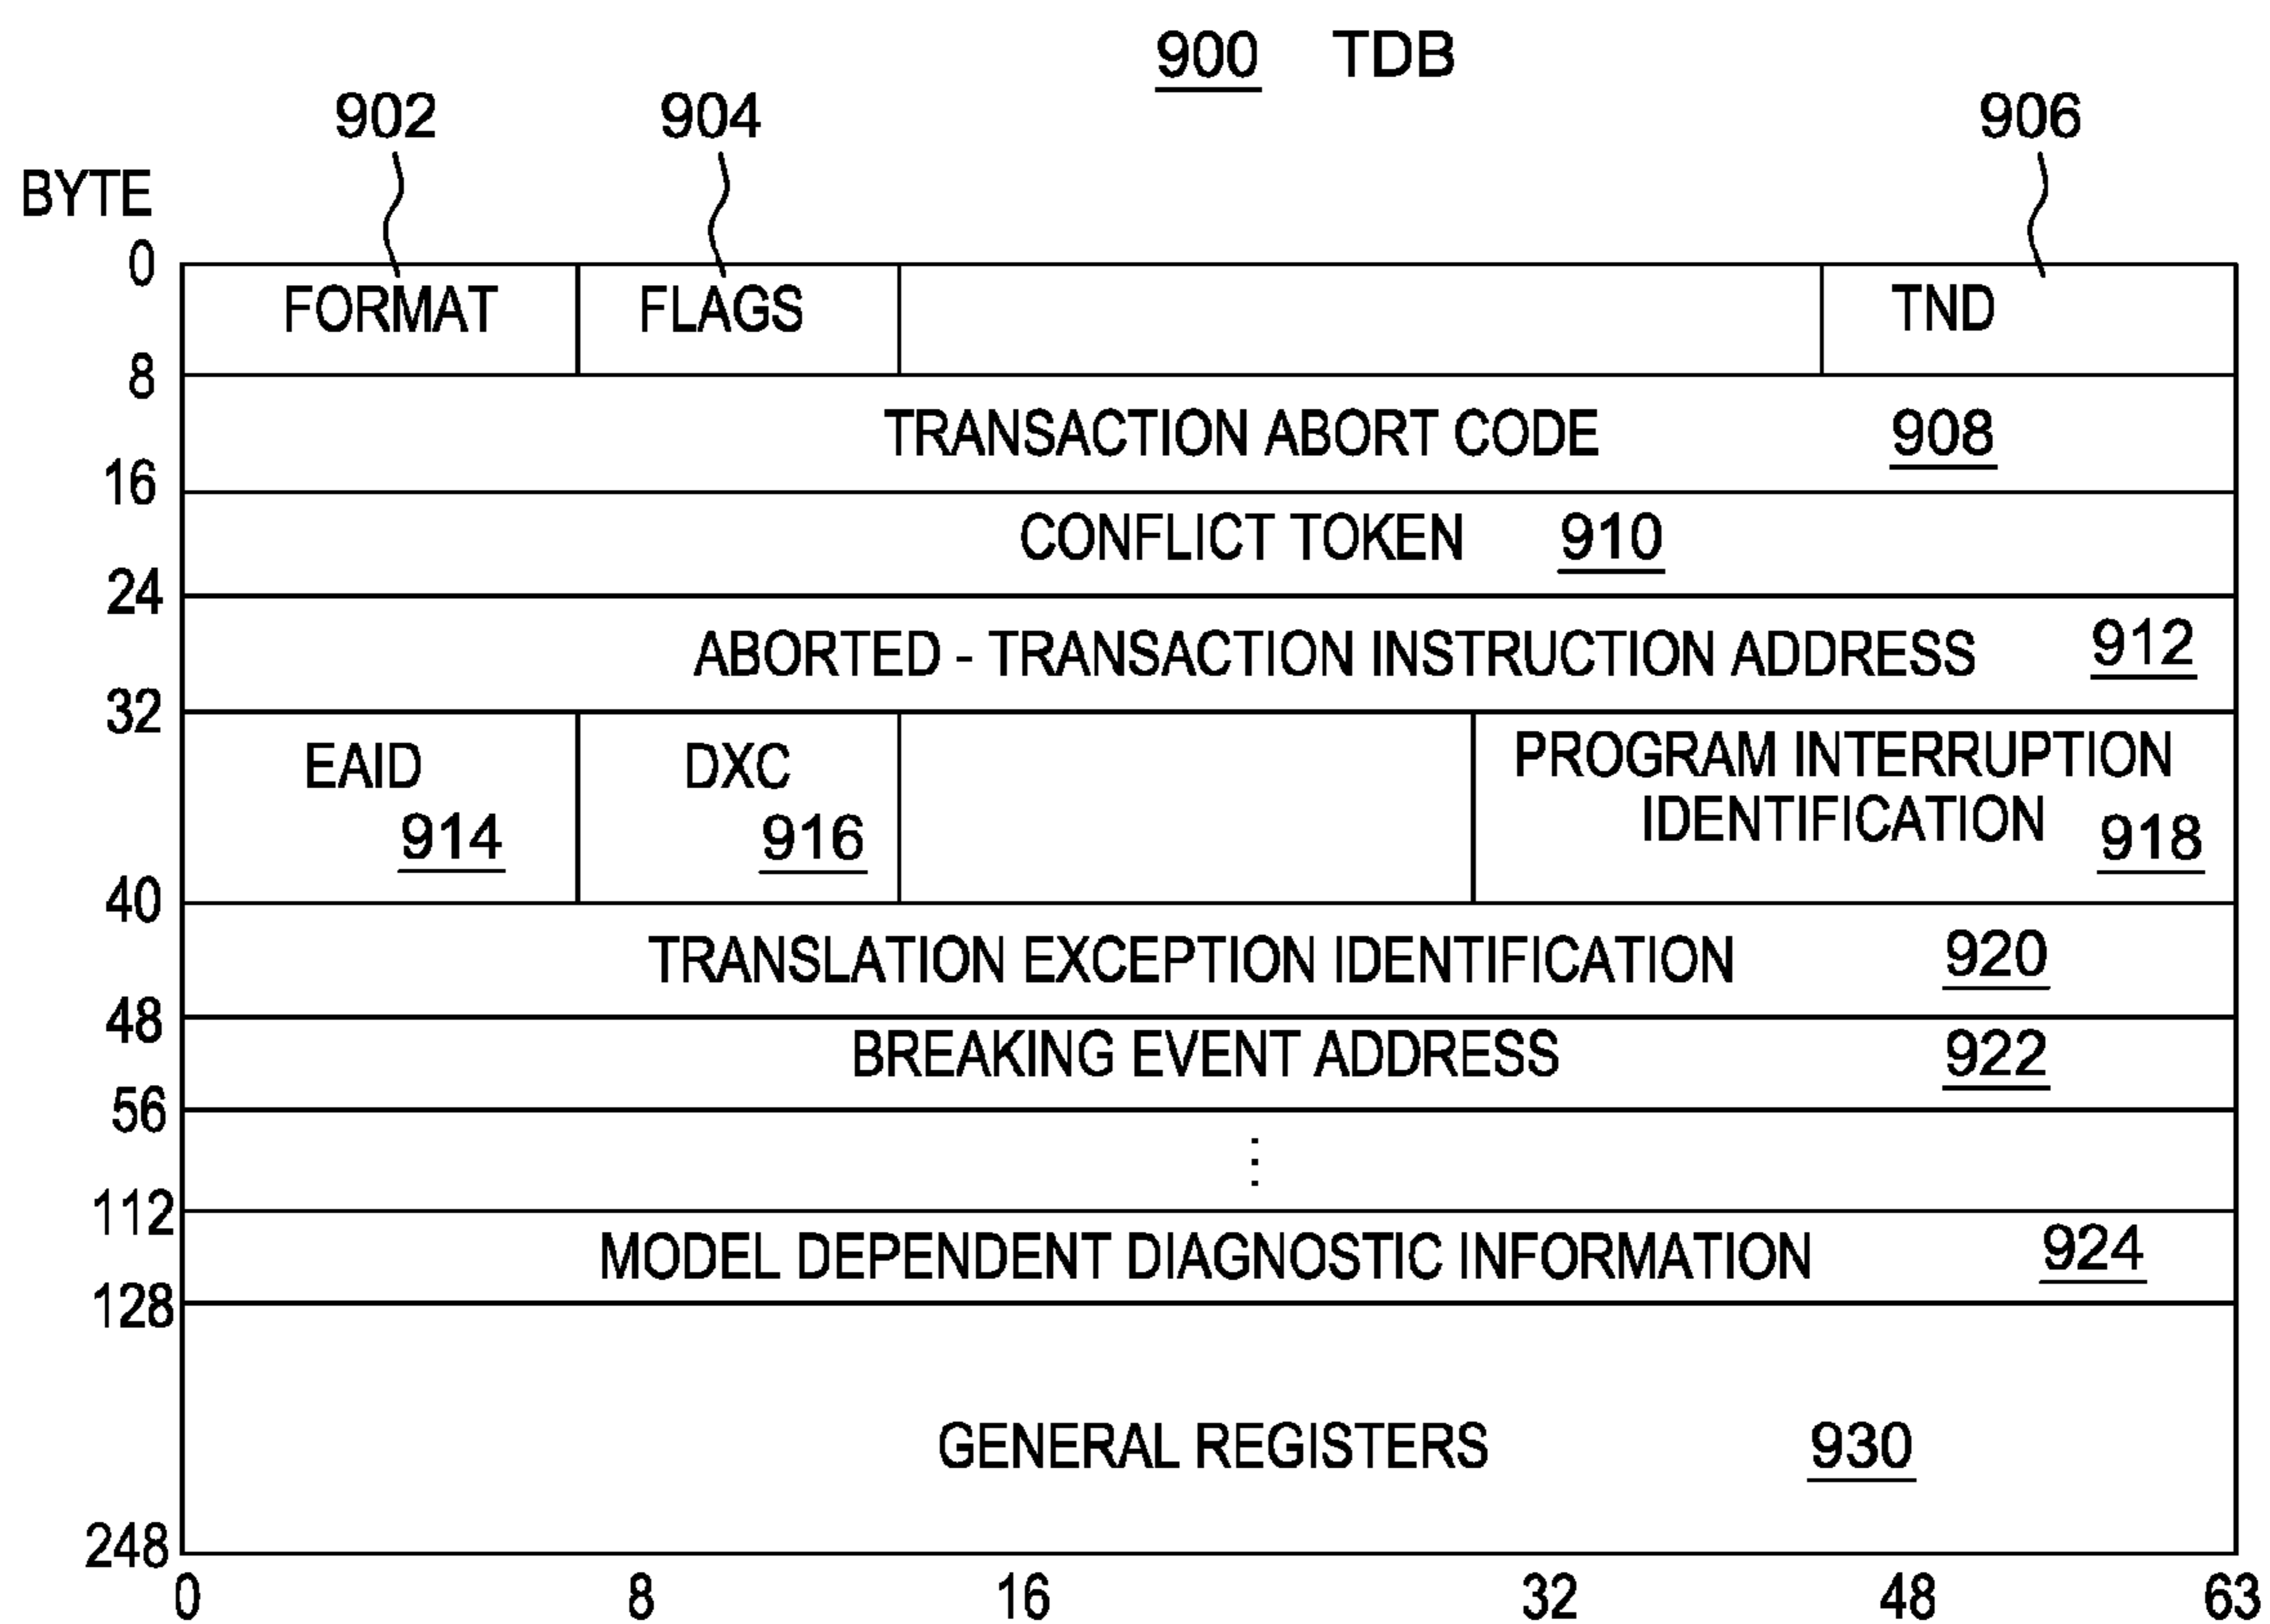 900 TDB
902 904 906
BYTE
0
FORMAT FLAGS TND
8
TRANSACTION ABORT CODE 908
16
CONFLICT TOKEN 910
24
ABORTED - TRANSACTION INSTRUCTION ADDRESS 912
32
EAID DXC PROGRAM INTERRUPTION
IDENTIFICATION
914 916 918
40
TRANSLATION EXCEPTION IDENTIFICATION 920
48
BREAKING EVENT ADDRESS 922
56
⋮
112
MODEL DEPENDENT DIAGNOSTIC INFORMATION 924
128
GENERAL REGISTERS 930
248
0 8 16 32 48 63